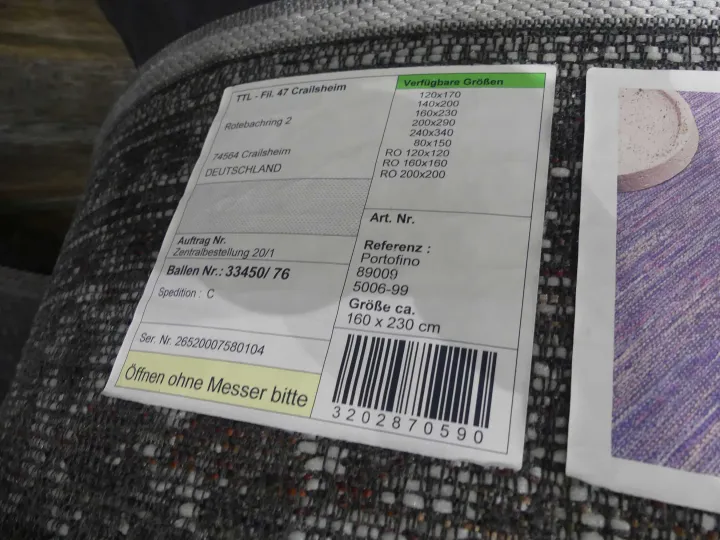 TTL - Fil. 47 Crailsheim
Rotebachring 2
74564 Crailsheim
DEUTSCHLAND
Auftrag Nr.
Zentralbestellung 20/1
Ballen Nr.: 33450/ 76
Spedition : C
Ser. Nr. 26520007580104
Öffnen ohne Messer bitte
Verfügbare Größen
120x170
140x200
160x230
200x290
240x340
80x150
RO 120x120
RO 160x160
RO 200x200
Art. Nr.
Referenz :
Portofino
89009
5006-99
Größe ca.
160 x 230 cm
3202870590